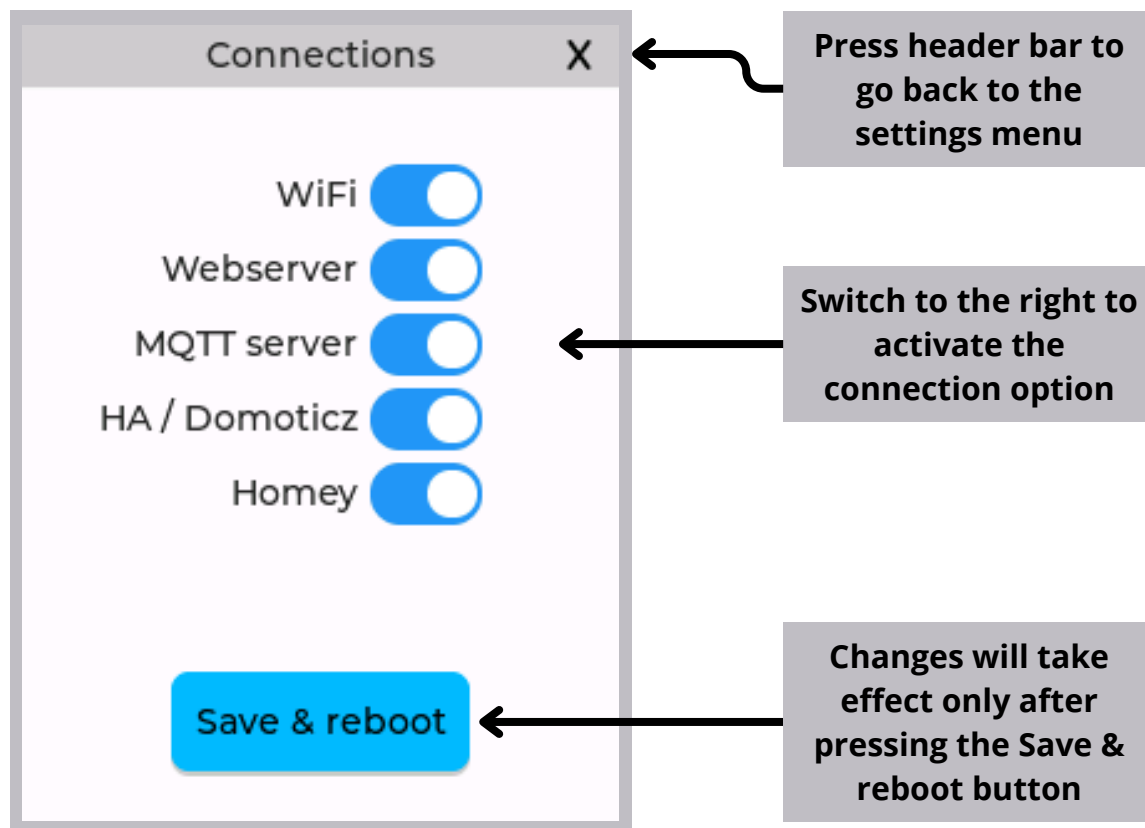 Connections X
Press header bar to
go back to the
settings menu
WiFi
Webserver
MQTT server
HA / Domoticz
Homey
Switch to the right to
activate the
connection option
Save & reboot
Changes will take
effect only after
pressing the Save &
reboot button